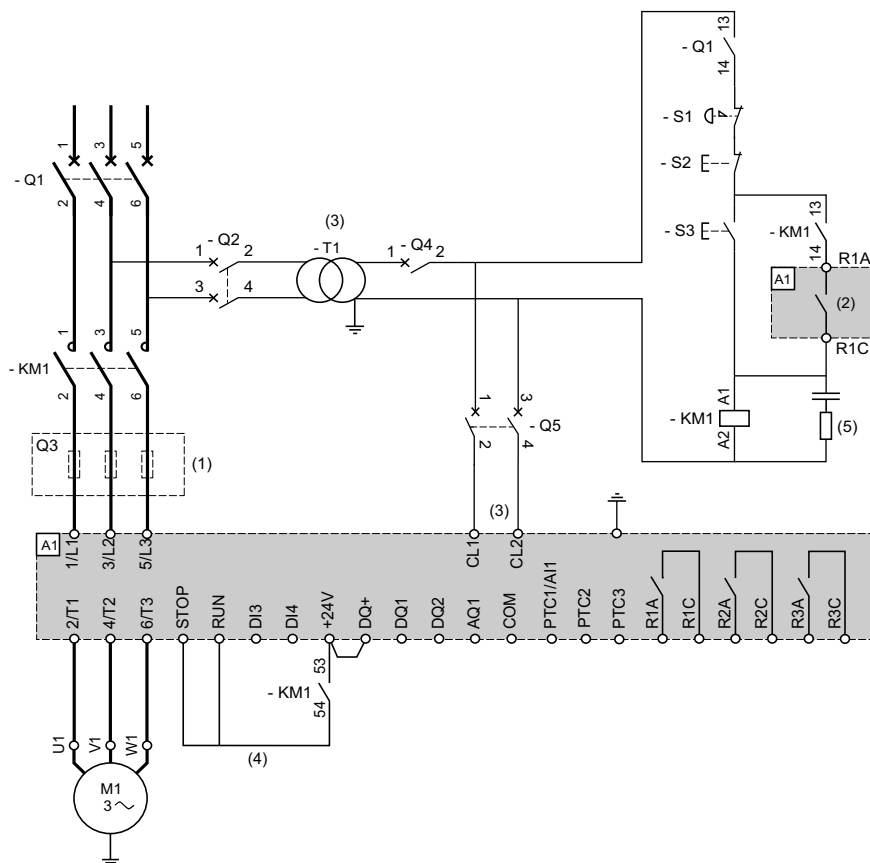 13
- Q1
14
- S1
- S2
13
- S3
- KM1
14
R1A
A1
(2)
R1C
A1
- KM1
A2
(5)
1 3 5
- Q1
2 4 6
(3)
1 - Q2 2
- T1
1 - Q4 2
3 4
1 3 5
- KM1
2 4 6
1 3
- Q5
2 4
Q3
(1)
(3)
A1
1/L1 3/L2 5/L3 CL1 CL2
2/T1 4/T2 6/T3 STOP RUN DI3 DI4 +24V DQ+ DQ1 DQ2 AQ1 COM PTC1/AI1 PTC2 PTC3 R1A R1C R2A R2C R3A R3C
53
- KM1
54
(4)
U1 V1 W1
M1
3